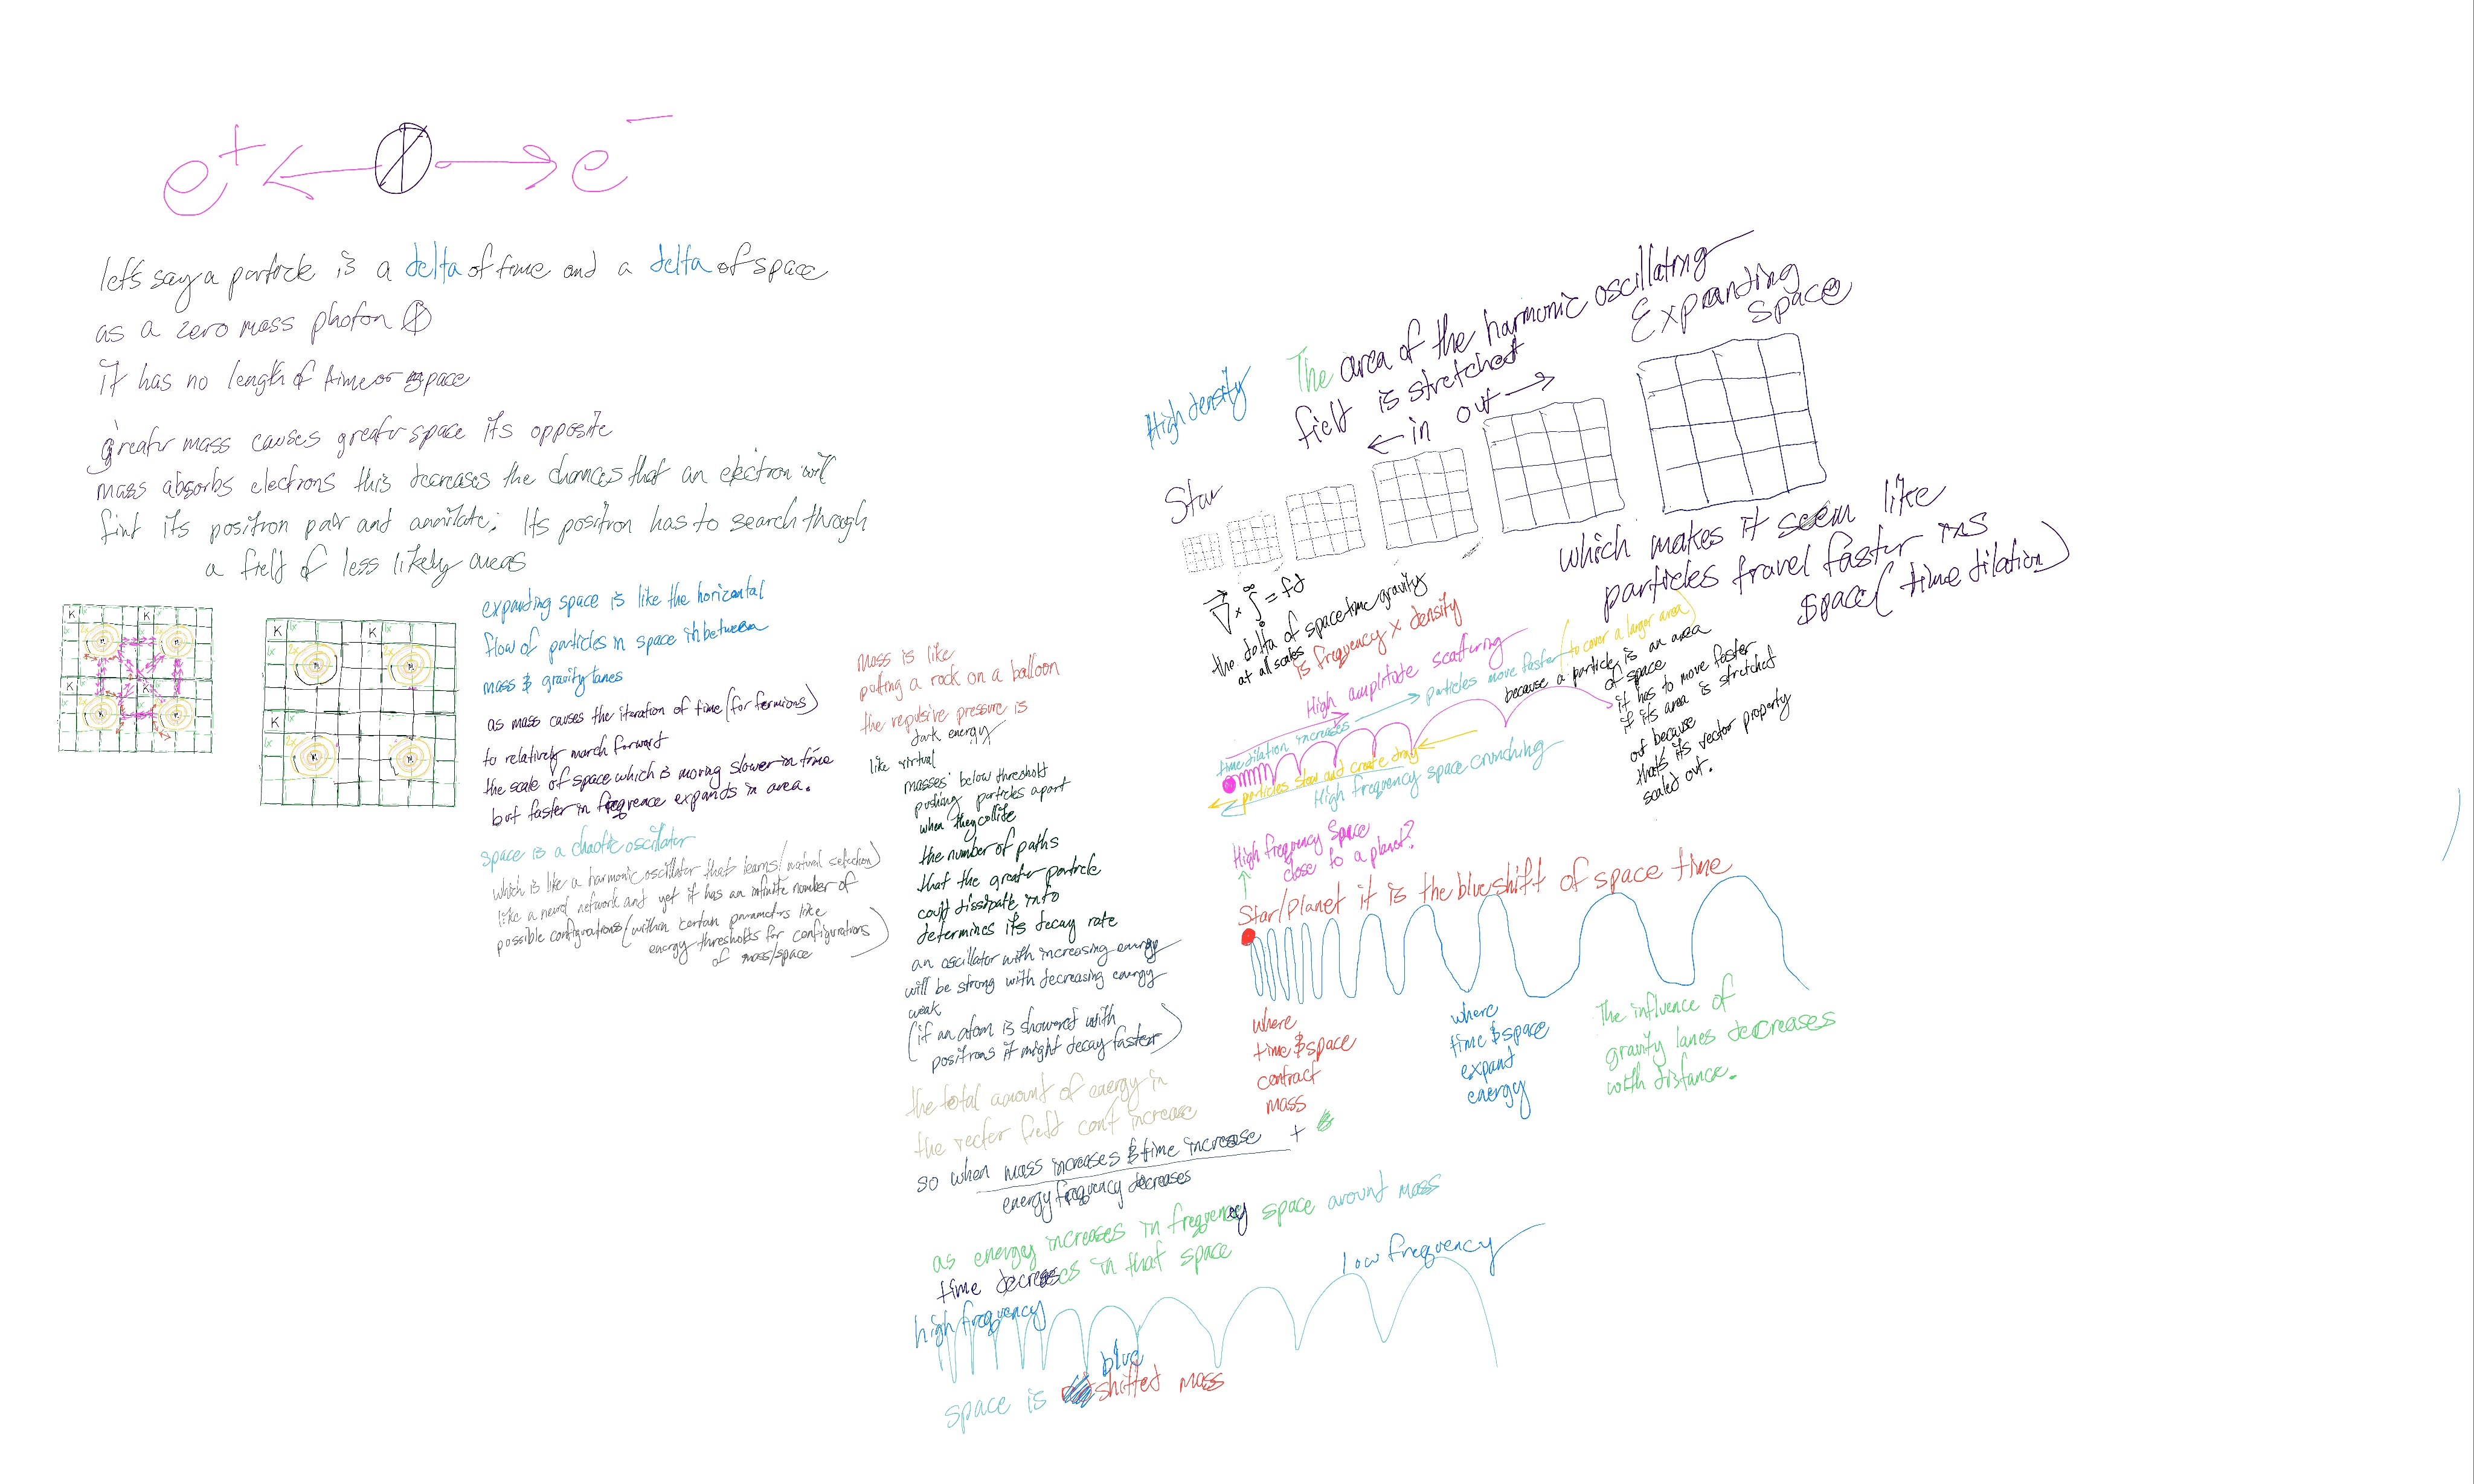 e+ e−
let's say a particle is a delta of time and a delta of space
as a zero mass photon
it has no length of time or space
greater mass causes greater space its opposite
mass absorbs electrons this decreases the chances that an electron will
find its positron pair and annilate; Its positron has to search through
a field of less likely areas
K K
K K
K K
K K
expanding space is like the horizontal
flow of particles in space inbetween
mass & gravity lanes
as mass causes the iteration of time (for fermions)
to relatively march forward
the scale of space which is moving slower in time
but faster in freqreence expands in area.
space is a chaotic oscillator
which is like a harmonic oscillator that learns/natural selection)
like a neural network and yet it has an infinite number of
possible configurations (within certain parameters like
energy thresholds for configurations)
of mass/space
mass is like
putting a rock on a balloon
the repulsive pressure is
dark energy
like virtual
masses below threshold
pushing particles apart
when they collide
the number of paths
that the greater particle
could dissipate into
determines its decay rate
an oscillator with increasing energy
will be strong with decreasing energy
weak
(if an atom is showered with
positrons it might decay faster)
the total amount of energy in
the vector field can't increase
so when mass increases & time increase +
energy frequency decreases
as energy increases in frequency space around mass
time decreases in that space
high frequency
low frequency
blue
space is shifted mass
High density
The area of the harmonic oscillating
field is stretched
← in out →
Expanding
space
Star
which makes it seem like
particles travel faster in
space (time dilation)
∇ × ∫ = fd
the delta of spacetime gravity
at all scales
is frequency x density
High amplitude scattering
time dilation increases
particles move faster (to cover a larger area)
because a particle is an area
of space
it has to move faster
if its area is stretched
out because
that's its vector property
scaled out.
particles slow and create drag
High frequency space crunching
High frequency Space
close to a planet?
Star/planet it is the blueshift of space time
where
time & space
contract
mass
where
time & space
expand
energy
The influence of
gravity lanes decreases
with distance.